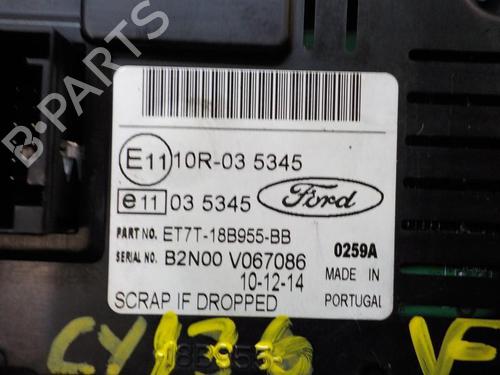 E11 10R-03 5345
e11 03 5345 Ford
PART NO. ET7T-18B955-BB
SERIAL NO. B2N00 V067086
0259A
10-12-14
MADE IN
PORTUGAL
SCRAP IF DROPPED
18B955